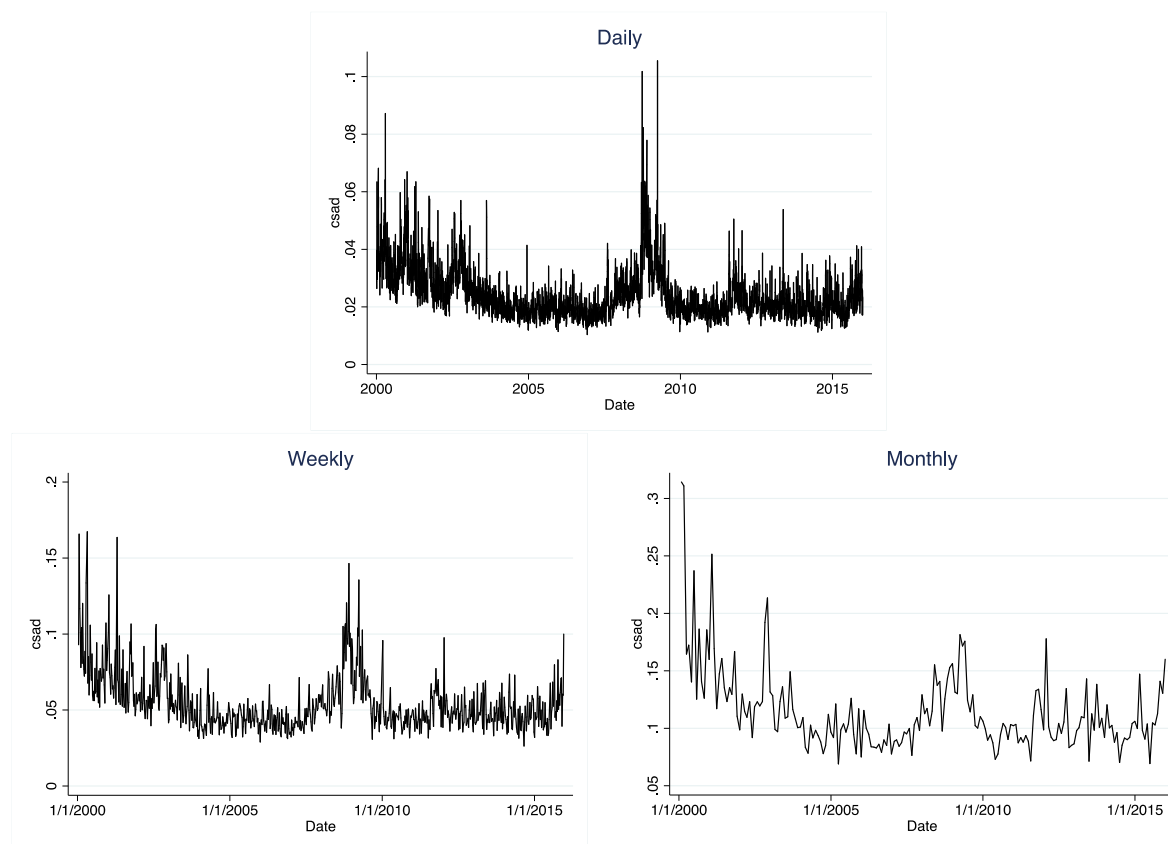 Daily
.1
.08
.06
.04
.02
0
csad
2000 2005 2010 2015
Date
Weekly
.2
.15
.1
.05
0
csad
1/1/2000 1/1/2005 1/1/2010 1/1/2015
Date
Monthly
.3
.25
.2
.15
.1
.05
csad
1/1/2000 1/1/2005 1/1/2010 1/1/2015
Date